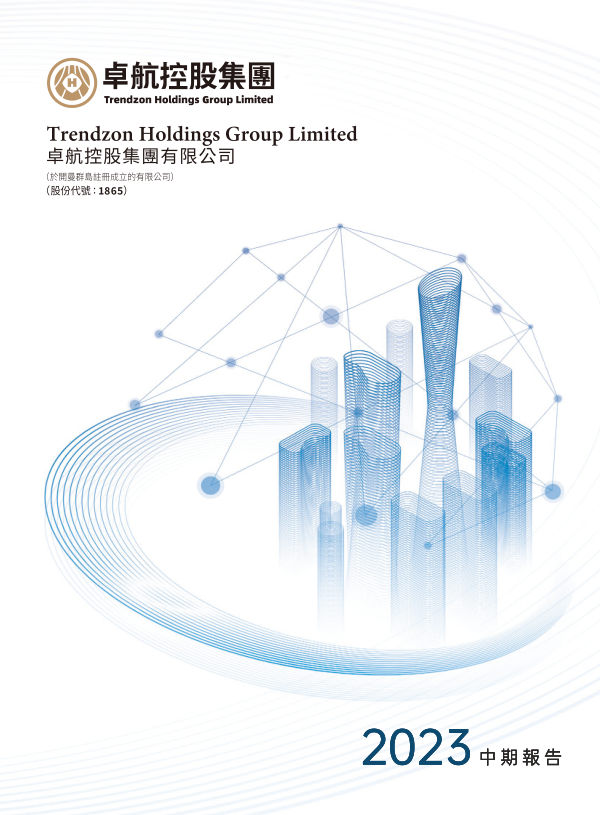 卓航控股集團
Trendzon Holdings Group Limited
Trendzon Holdings Group Limited
卓航控股集團有限公司
(於開曼群島註冊成立的有限公司)
(股份代號：1865)
2023 中期報告